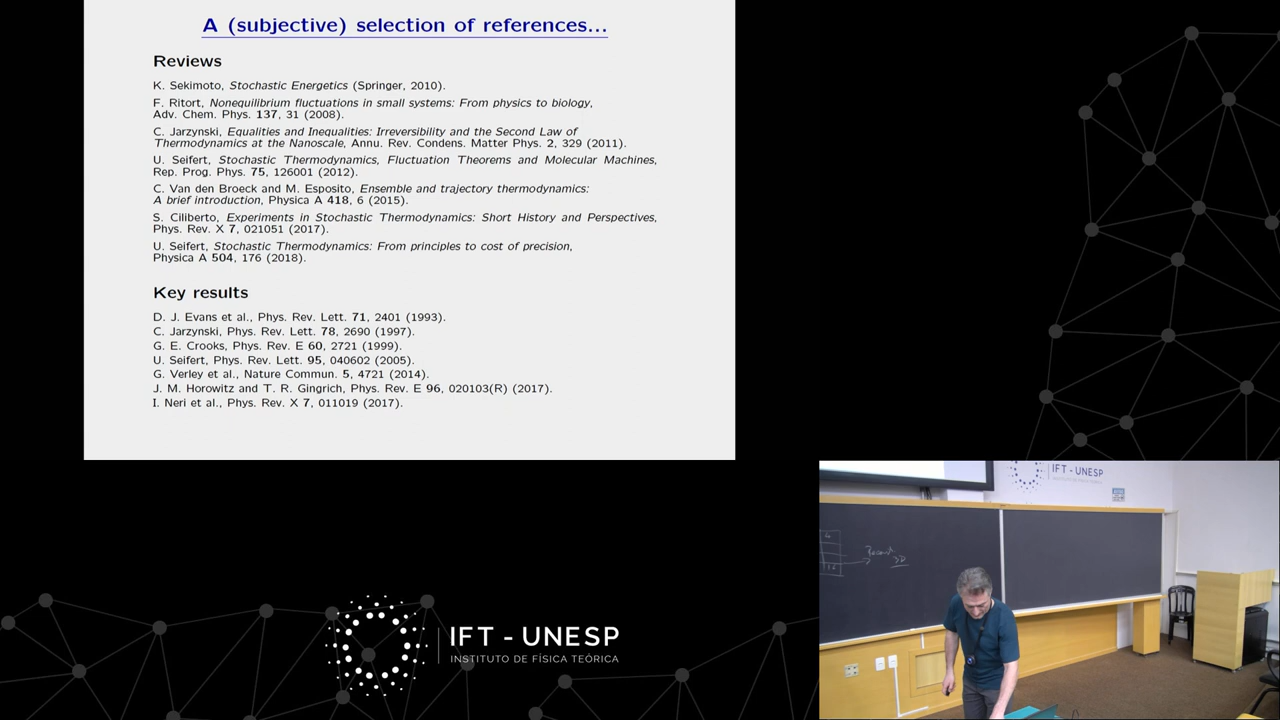 A (subjective) selection of references...
Reviews
K. Sekimoto, Stochastic Energetics (Springer, 2010).
F. Ritort, Nonequilibrium fluctuations in small systems: From physics to biology,
Adv. Chem. Phys. 137, 31 (2008).
C. Jarzynski, Equalities and Inequalities: Irreversibility and the Second Law of
Thermodynamics at the Nanoscale, Annu. Rev. Condens. Matter Phys. 2, 329 (2011).
U. Seifert, Stochastic Thermodynamics, Fluctuation Theorems and Molecular Machines,
Rep. Prog. Phys. 75, 126001 (2012).
C. Van den Broeck and M. Esposito, Ensemble and trajectory thermodynamics:
A brief introduction, Physica A 418, 6 (2015).
S. Ciliberto, Experiments in Stochastic Thermodynamics: Short History and Perspectives,
Phys. Rev. X 7, 021051 (2017).
U. Seifert, Stochastic Thermodynamics: From principles to cost of precision,
Physica A 504, 176 (2018).
Key results
D. J. Evans et al., Phys. Rev. Lett. 71, 2401 (1993).
C. Jarzynski, Phys. Rev. Lett. 78, 2690 (1997).
G. E. Crooks, Phys. Rev. E 60, 2721 (1999).
U. Seifert, Phys. Rev. Lett. 95, 040602 (2005).
G. Verley et al., Nature Commun. 5, 4721 (2014).
J. M. Horowitz and T. R. Gingrich, Phys. Rev. E 96, 020103(R) (2017).
I. Neri et al., Phys. Rev. X 7, 011019 (2017).
IFT - UNESP
IFT - UNESP
INSTITUTO DE FÍSICA TEÓRICA